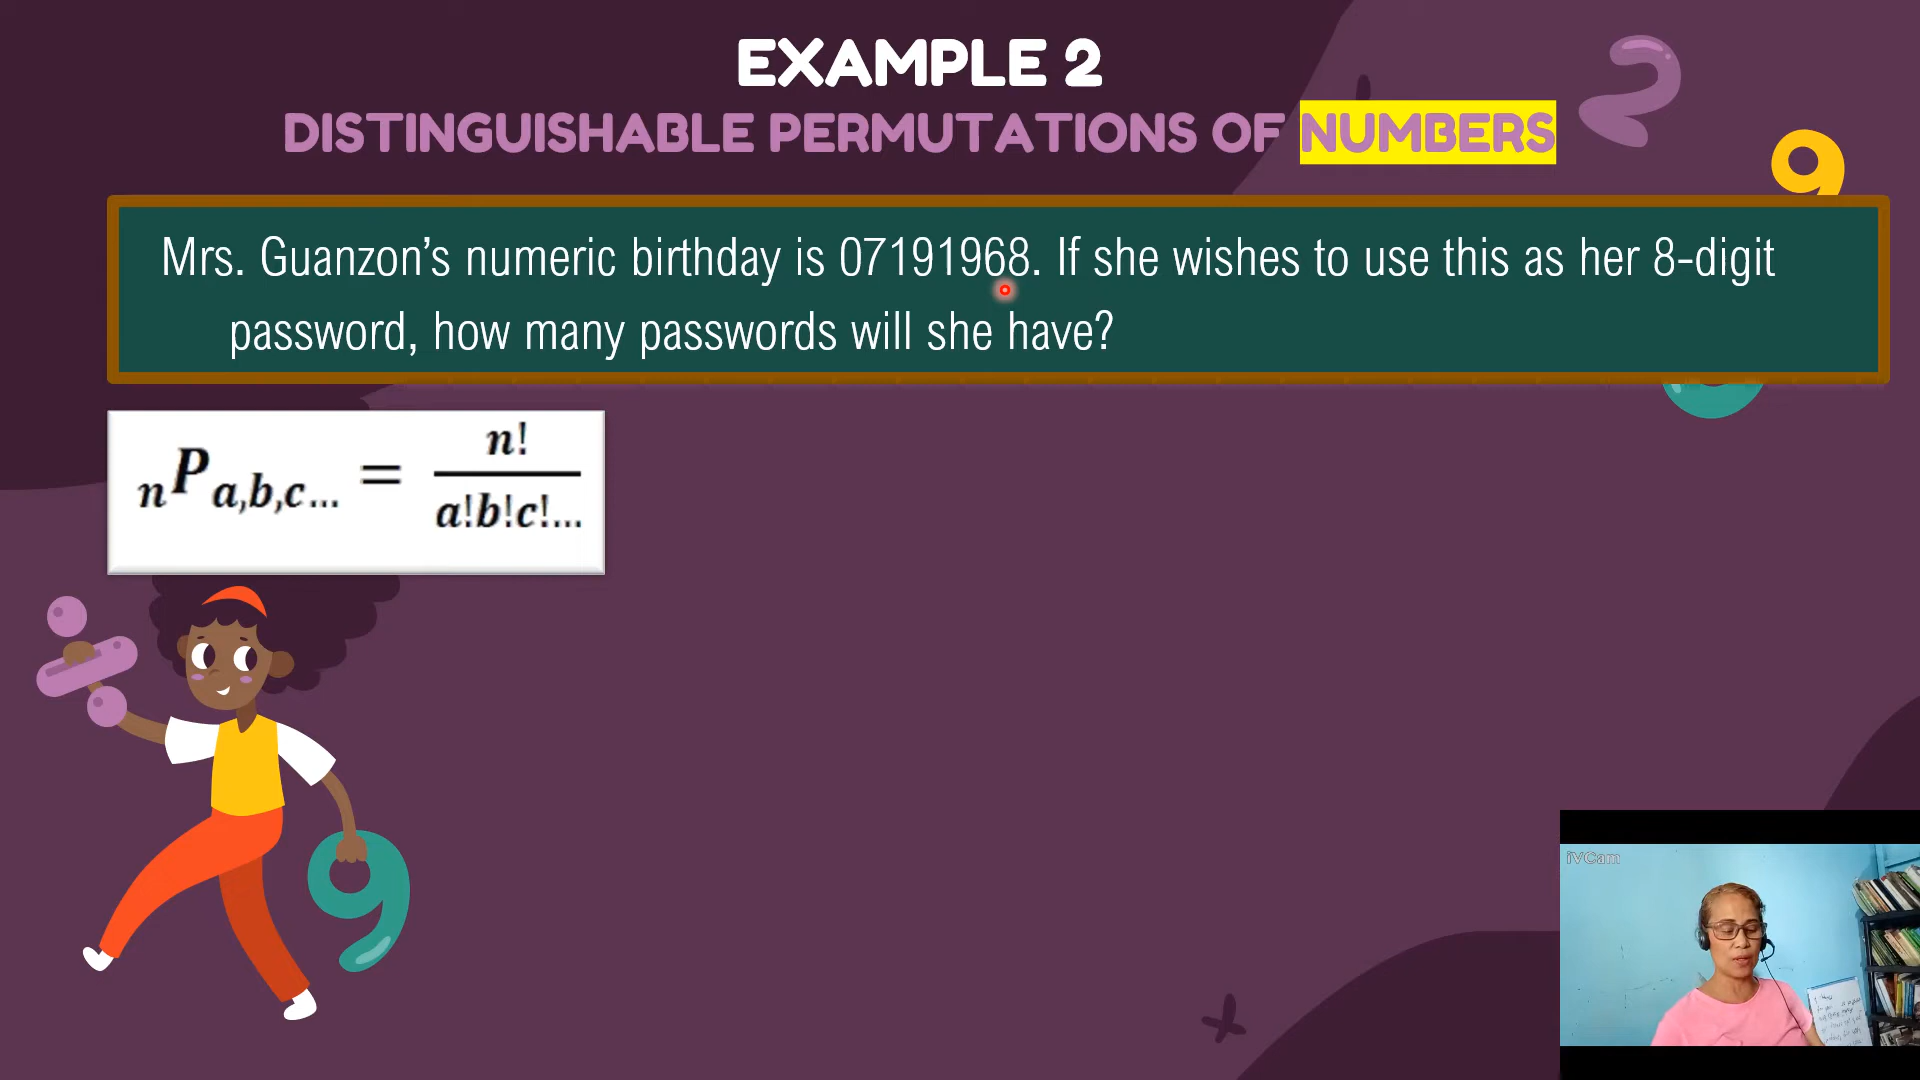 EXAMPLE 2
DISTINGUISHABLE PERMUTATIONS OF NUMBERS
Mrs. Guanzon’s numeric birthday is 07191968. If she wishes to use this as her 8-digit
password, how many passwords will she have?
nP a,b,c... = n! / a!b!c!...
iVCam